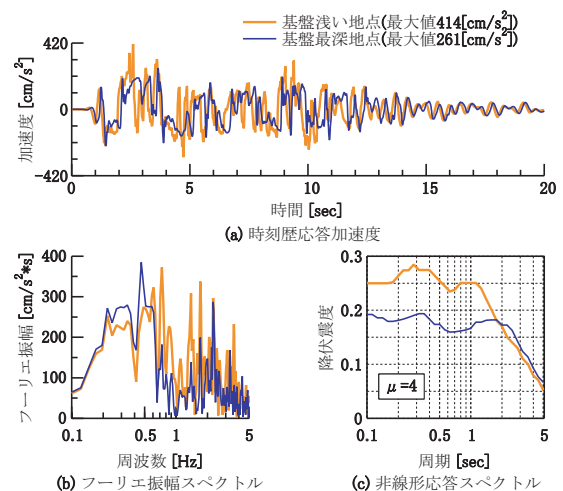 基盤浅い地点(最大値414[cm/s²])
基盤最深地点(最大値261[cm/s²])
加速度 [cm/s²]
420
0
−420
0 5 10 15 20
時間 [sec]
(a) 時刻歴応答加速度
フーリエ振幅 [cm/s²*s]
400
300
200
100
0
0.1 0.5 1 5
周波数 [Hz]
(b) フーリエ振幅スペクトル
降伏震度
0.3
0.2
0.1
0
μ=4
0.1 0.5 1 5
周期 [sec]
(c) 非線形応答スペクトル